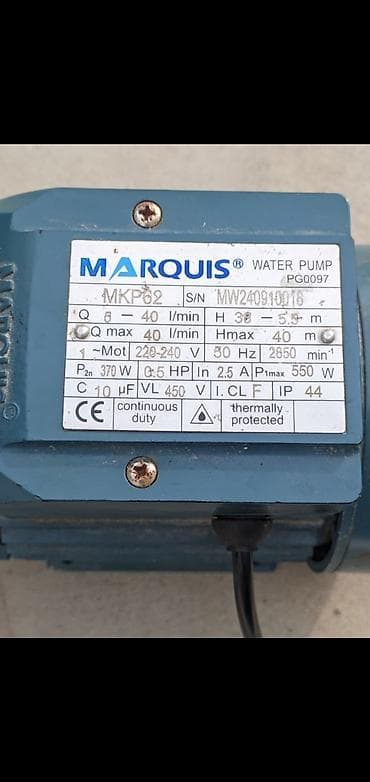 MARQUIS® WATER PUMP
PG0097
MKP62 S/N MW240910016
Q 6 - 40 l/min H 38 - 5.5 m
Q max 40 l/min Hmax 40 m
1 ~Mot 220-240 V 50 Hz 2850 min⁻¹
P2n 370 W 0.5 HP In 2.5 A P1max 550 W
C 10 µF VL 450 V I. CL F IP 44
CE continuous duty thermally protected